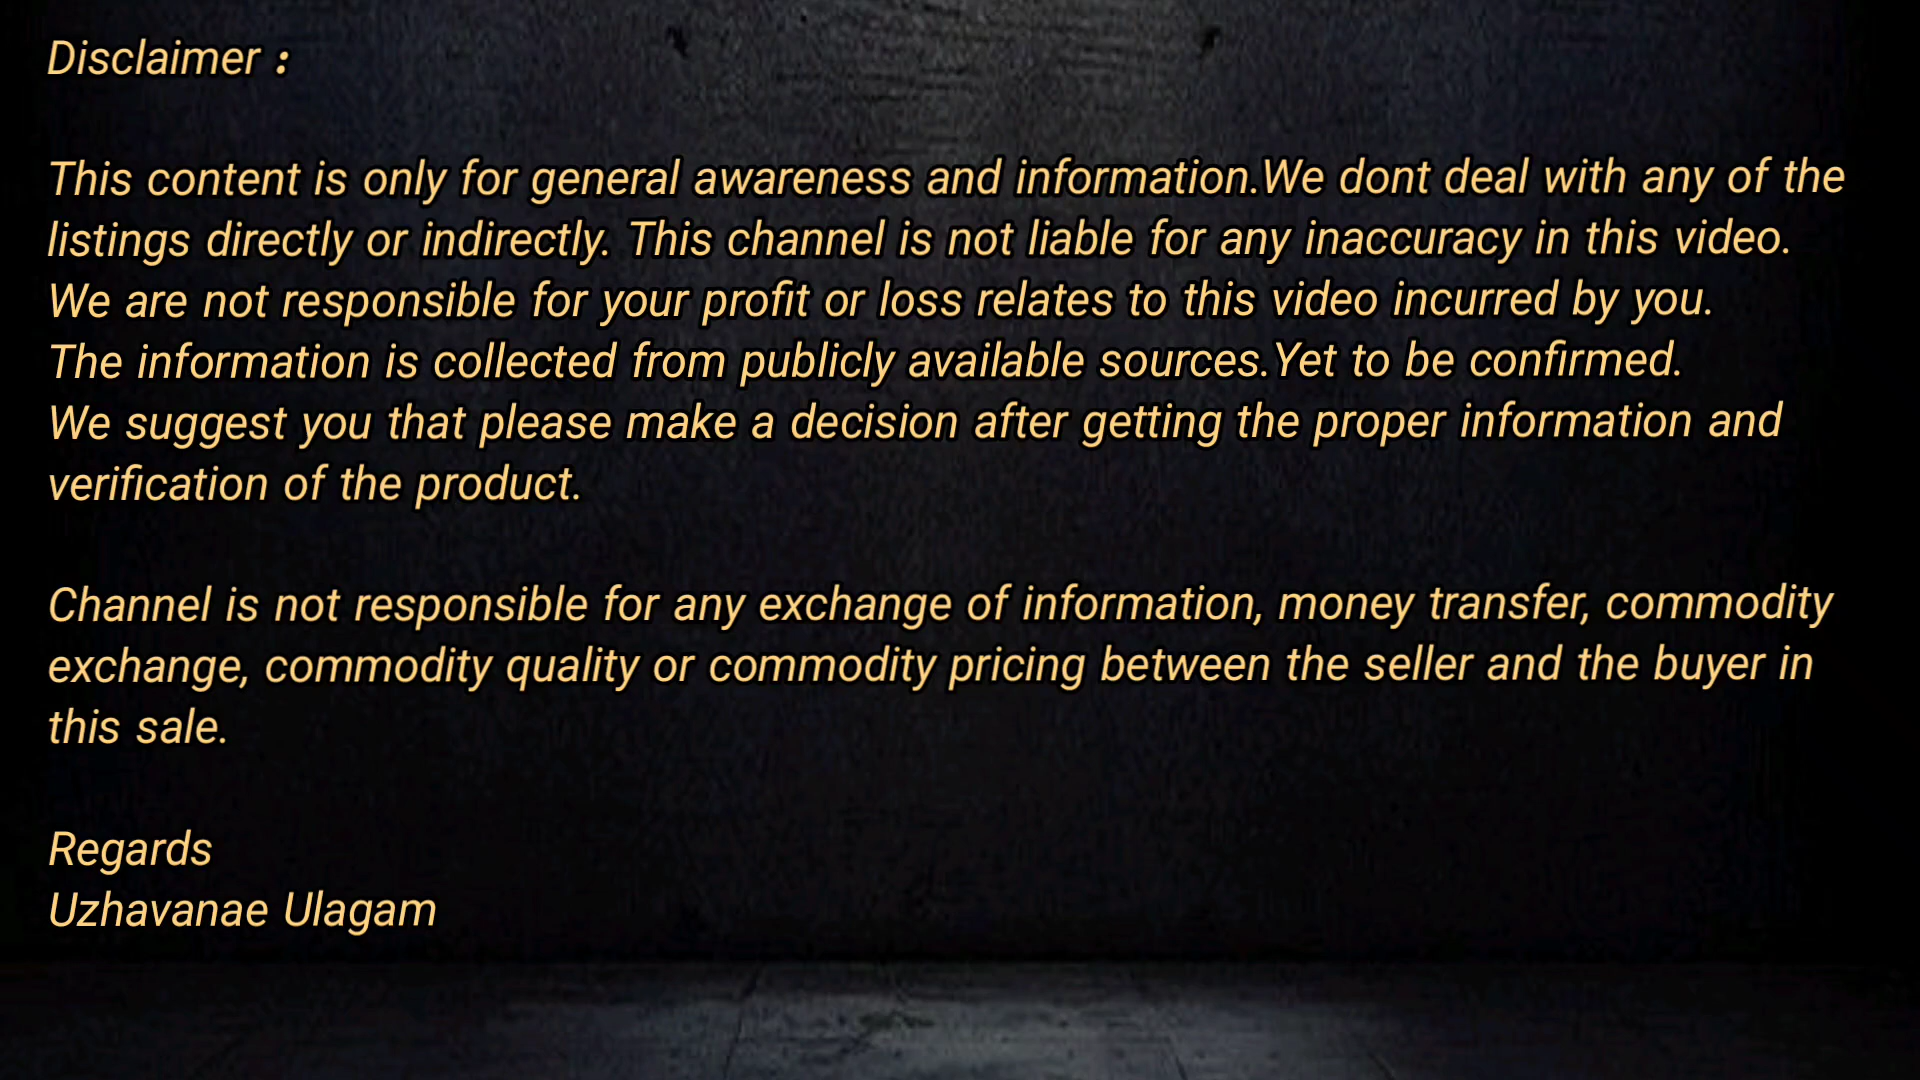 Disclaimer :
This content is only for general awareness and information.We dont deal with any of the
listings directly or indirectly. This channel is not liable for any inaccuracy in this video.
We are not responsible for your profit or loss relates to this video incurred by you.
The information is collected from publicly available sources.Yet to be confirmed.
We suggest you that please make a decision after getting the proper information and
verification of the product.
Channel is not responsible for any exchange of information, money transfer, commodity
exchange, commodity quality or commodity pricing between the seller and the buyer in
this sale.
Regards
Uzhavanae Ulagam